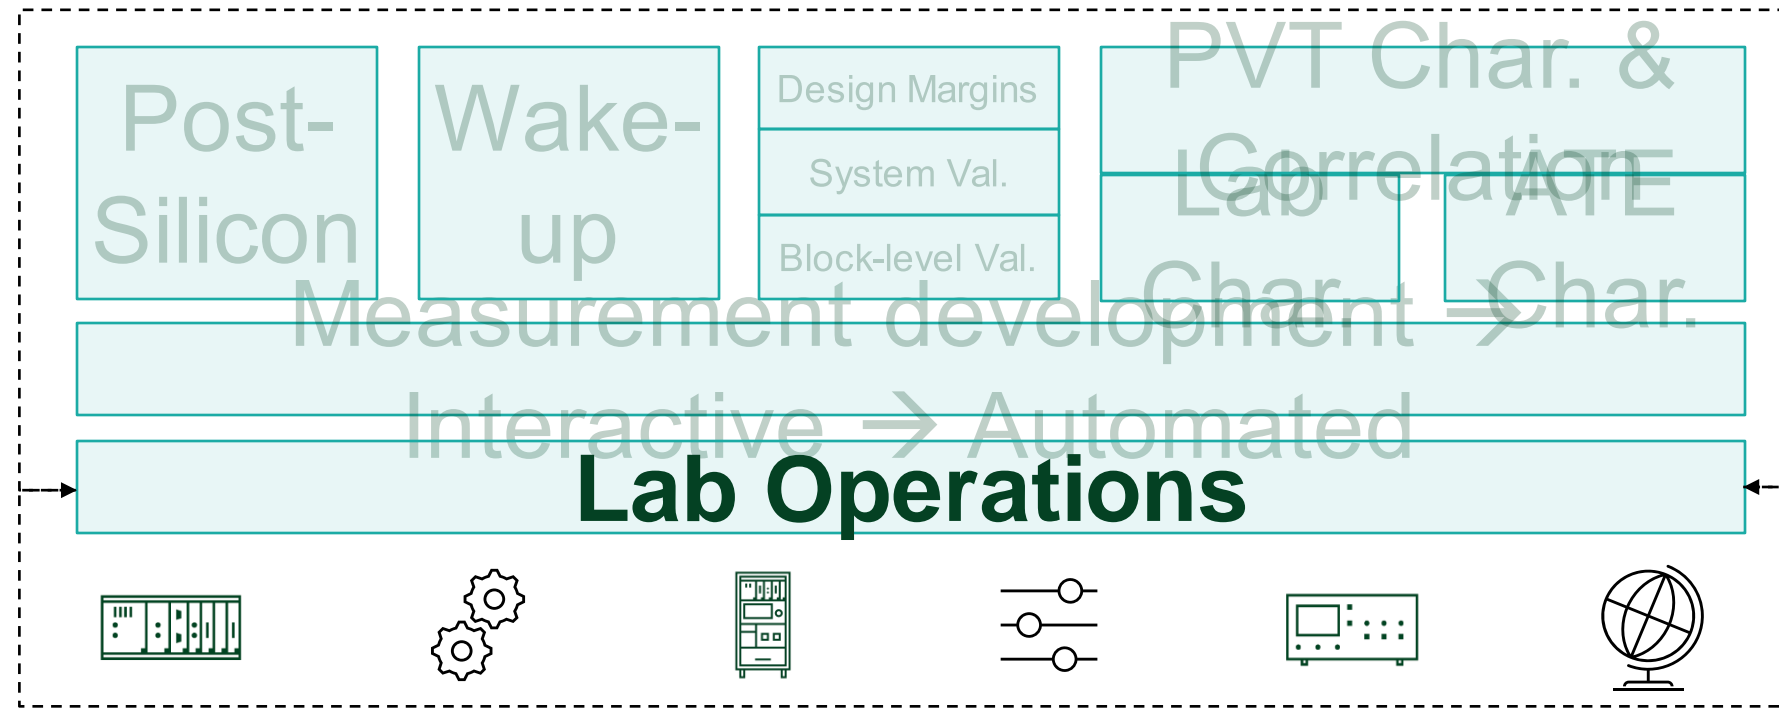 Post-
Silicon
Wake-
up
Design Margins
System Val.
Block-level Val.
PVT Char. &
Correlation
Lab
Char.
ATE
Char.
Measurement development →
Interactive → Automated
Lab Operations